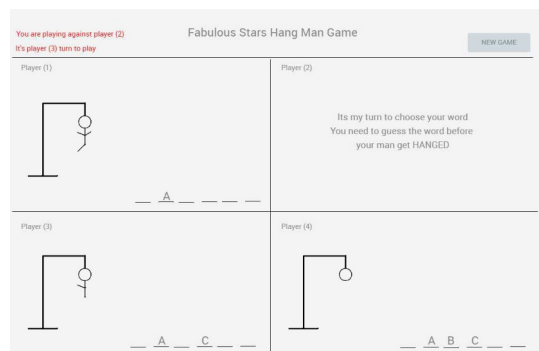 You are playing against player (2)
It's player (3) turn to play
Fabulous Stars Hang Man Game
NEW GAME
Player (1)
_ A _ _ _ _
Player (2)
Its my turn to choose your word
You need to guess the word before
your man get HANGED
Player (3)
_ A _ C _ _
Player (4)
_ A B C _ _